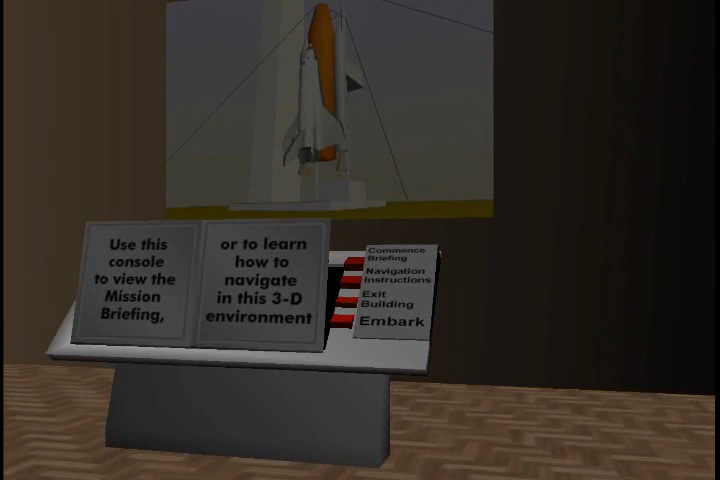 Use this
console
to view the
Mission
Briefing,
or to learn
how to
navigate
in this 3-D
environment
Commence
Briefing
Navigation
Instructions
Exit
Building
Embark